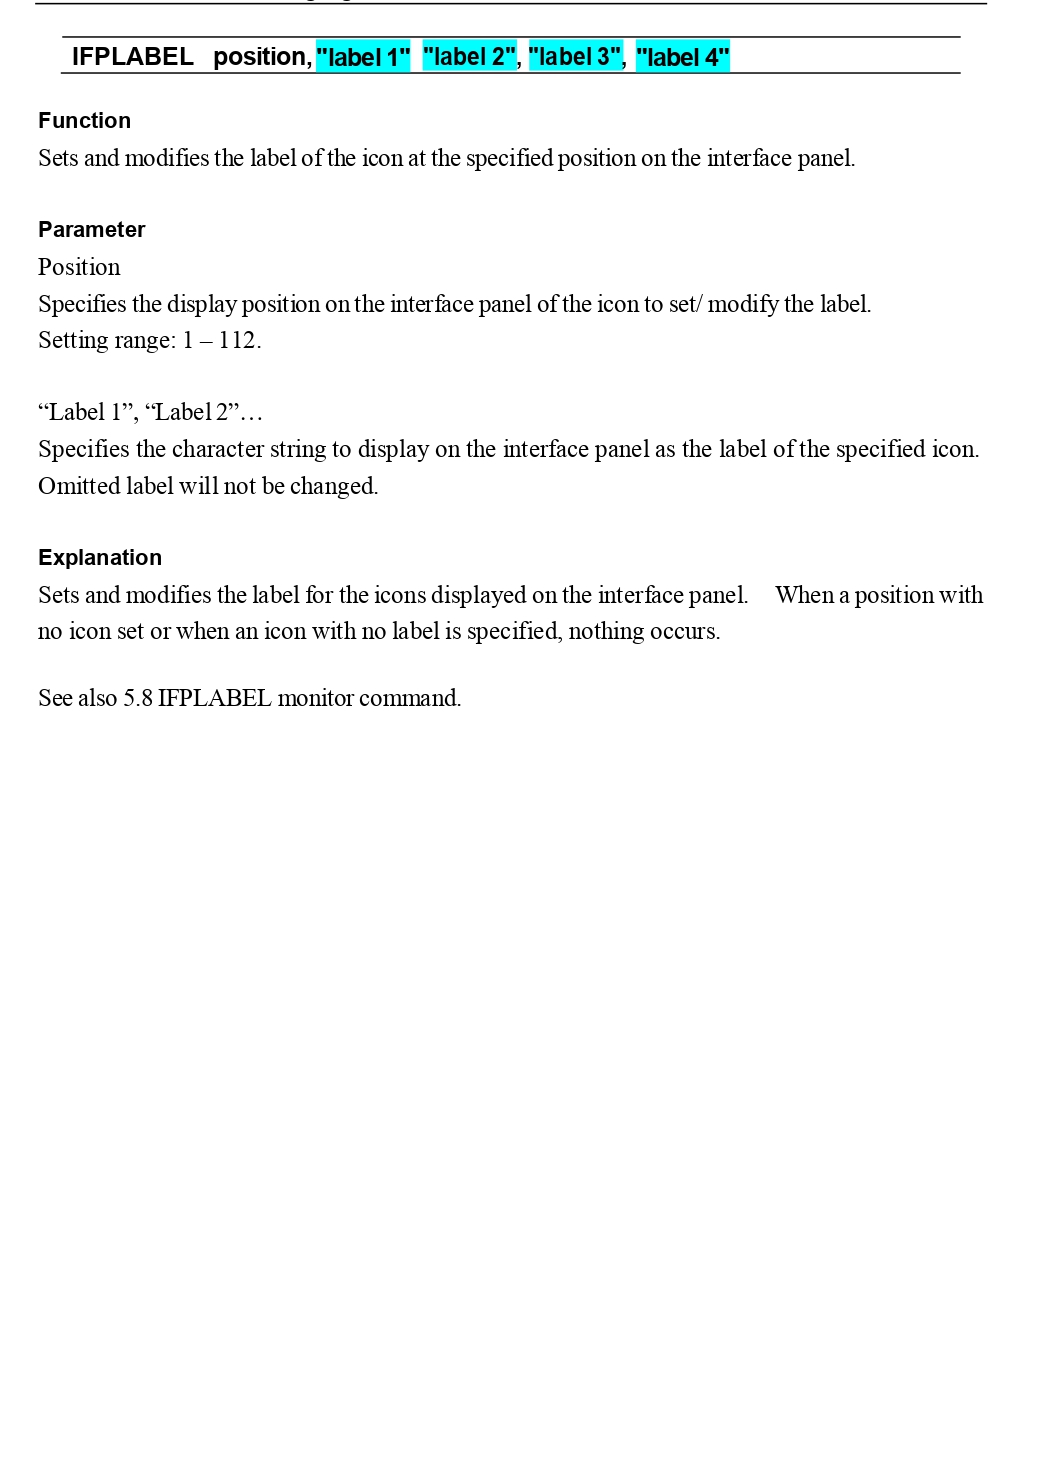 IFPLABEL position, "label 1" "label 2", "label 3", "label 4"
Function
Sets and modifies the label of the icon at the specified position on the interface panel.
Parameter
Position
Specifies the display position on the interface panel of the icon to set/ modify the label.
Setting range: 1 – 112.
“Label 1”, “Label 2”…
Specifies the character string to display on the interface panel as the label of the specified icon.
Omitted label will not be changed.
Explanation
Sets and modifies the label for the icons displayed on the interface panel. When a position with
no icon set or when an icon with no label is specified, nothing occurs.
See also 5.8 IFPLABEL monitor command.